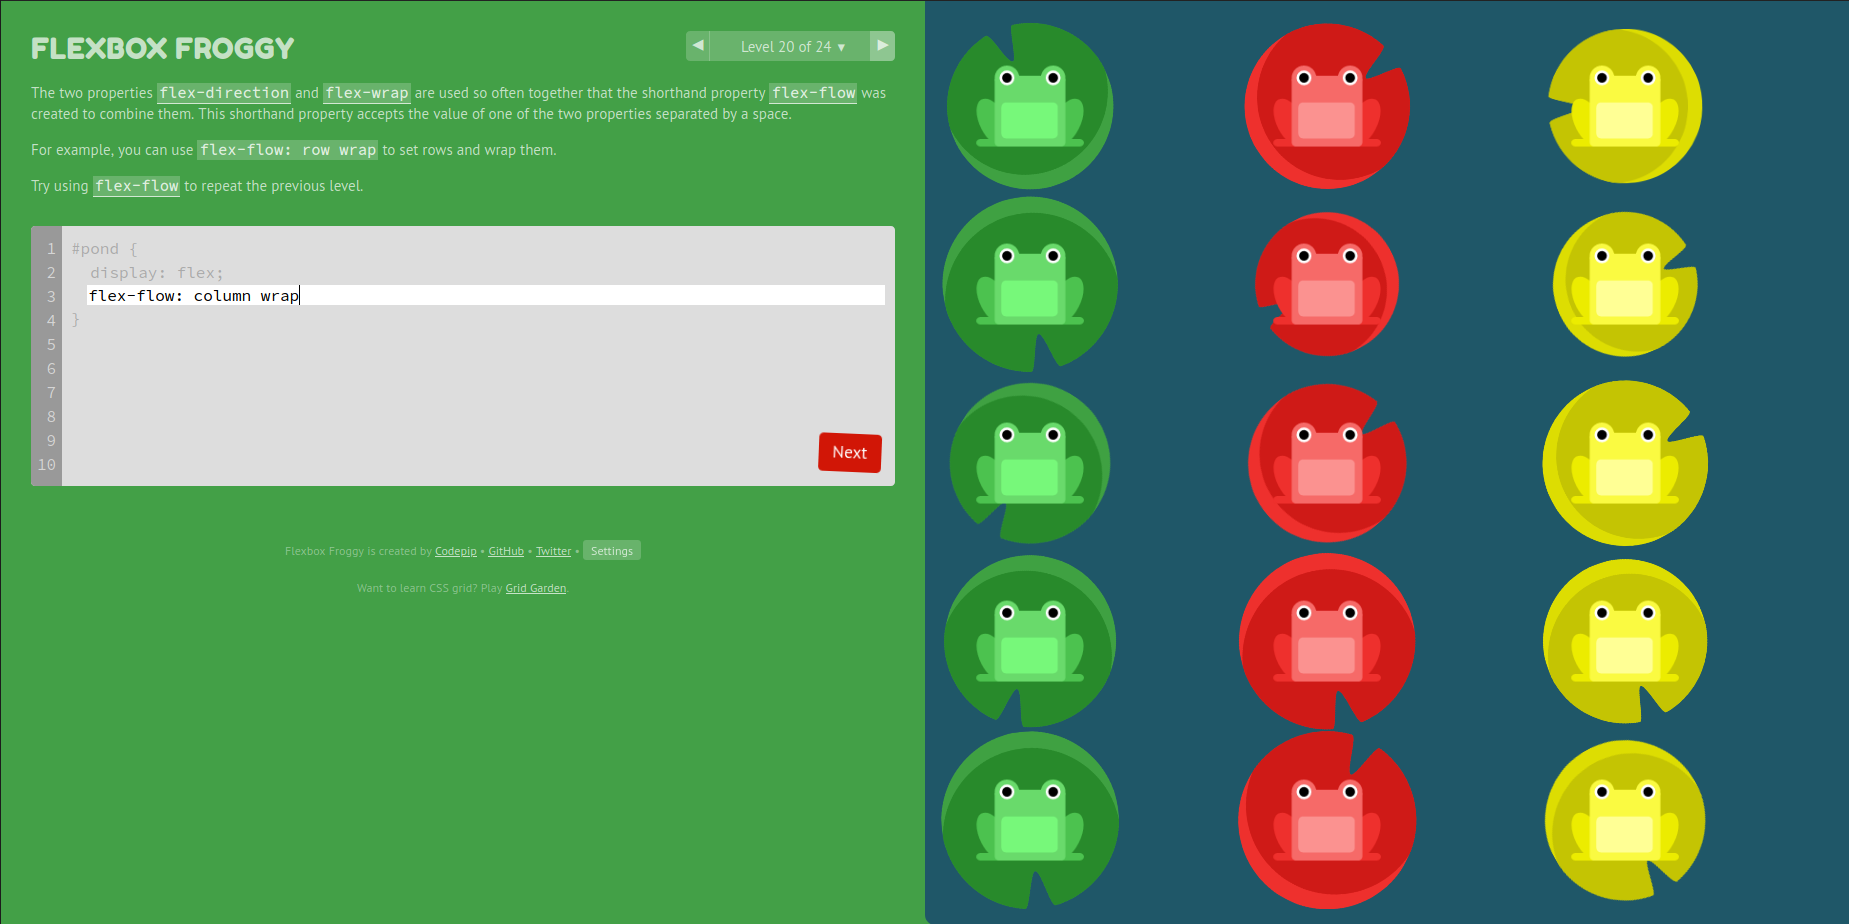 FLEXBOX FROGGY
◀ Level 20 of 24 ▾ ▶
The two properties flex-direction and flex-wrap are used so often together that the shorthand property flex-flow was
created to combine them. This shorthand property accepts the value of one of the two properties separated by a space.
For example, you can use flex-flow: row wrap to set rows and wrap them.
Try using flex-flow to repeat the previous level.
1 #pond {
2 display: flex;
3 flex-flow: column wrap
4 }
5
6
7
8
9
10
Next
Flexbox Froggy is created by Codepip • GitHub • Twitter • Settings
Want to learn CSS grid? Play Grid Garden.